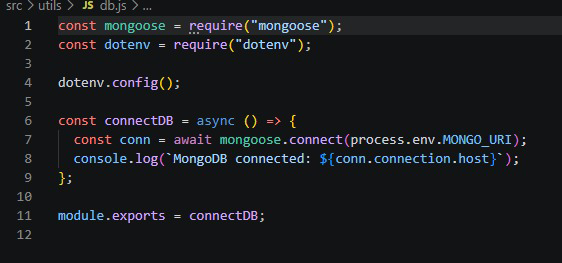 src > utils > JS db.js > ...
1 const mongoose = require("mongoose");
2 const dotenv = require("dotenv");
3
4 dotenv.config();
5
6 const connectDB = async () => {
7   const conn = await mongoose.connect(process.env.MONGO_URI);
8   console.log(`MongoDB connected: ${conn.connection.host}`);
9 };
10
11 module.exports = connectDB;
12